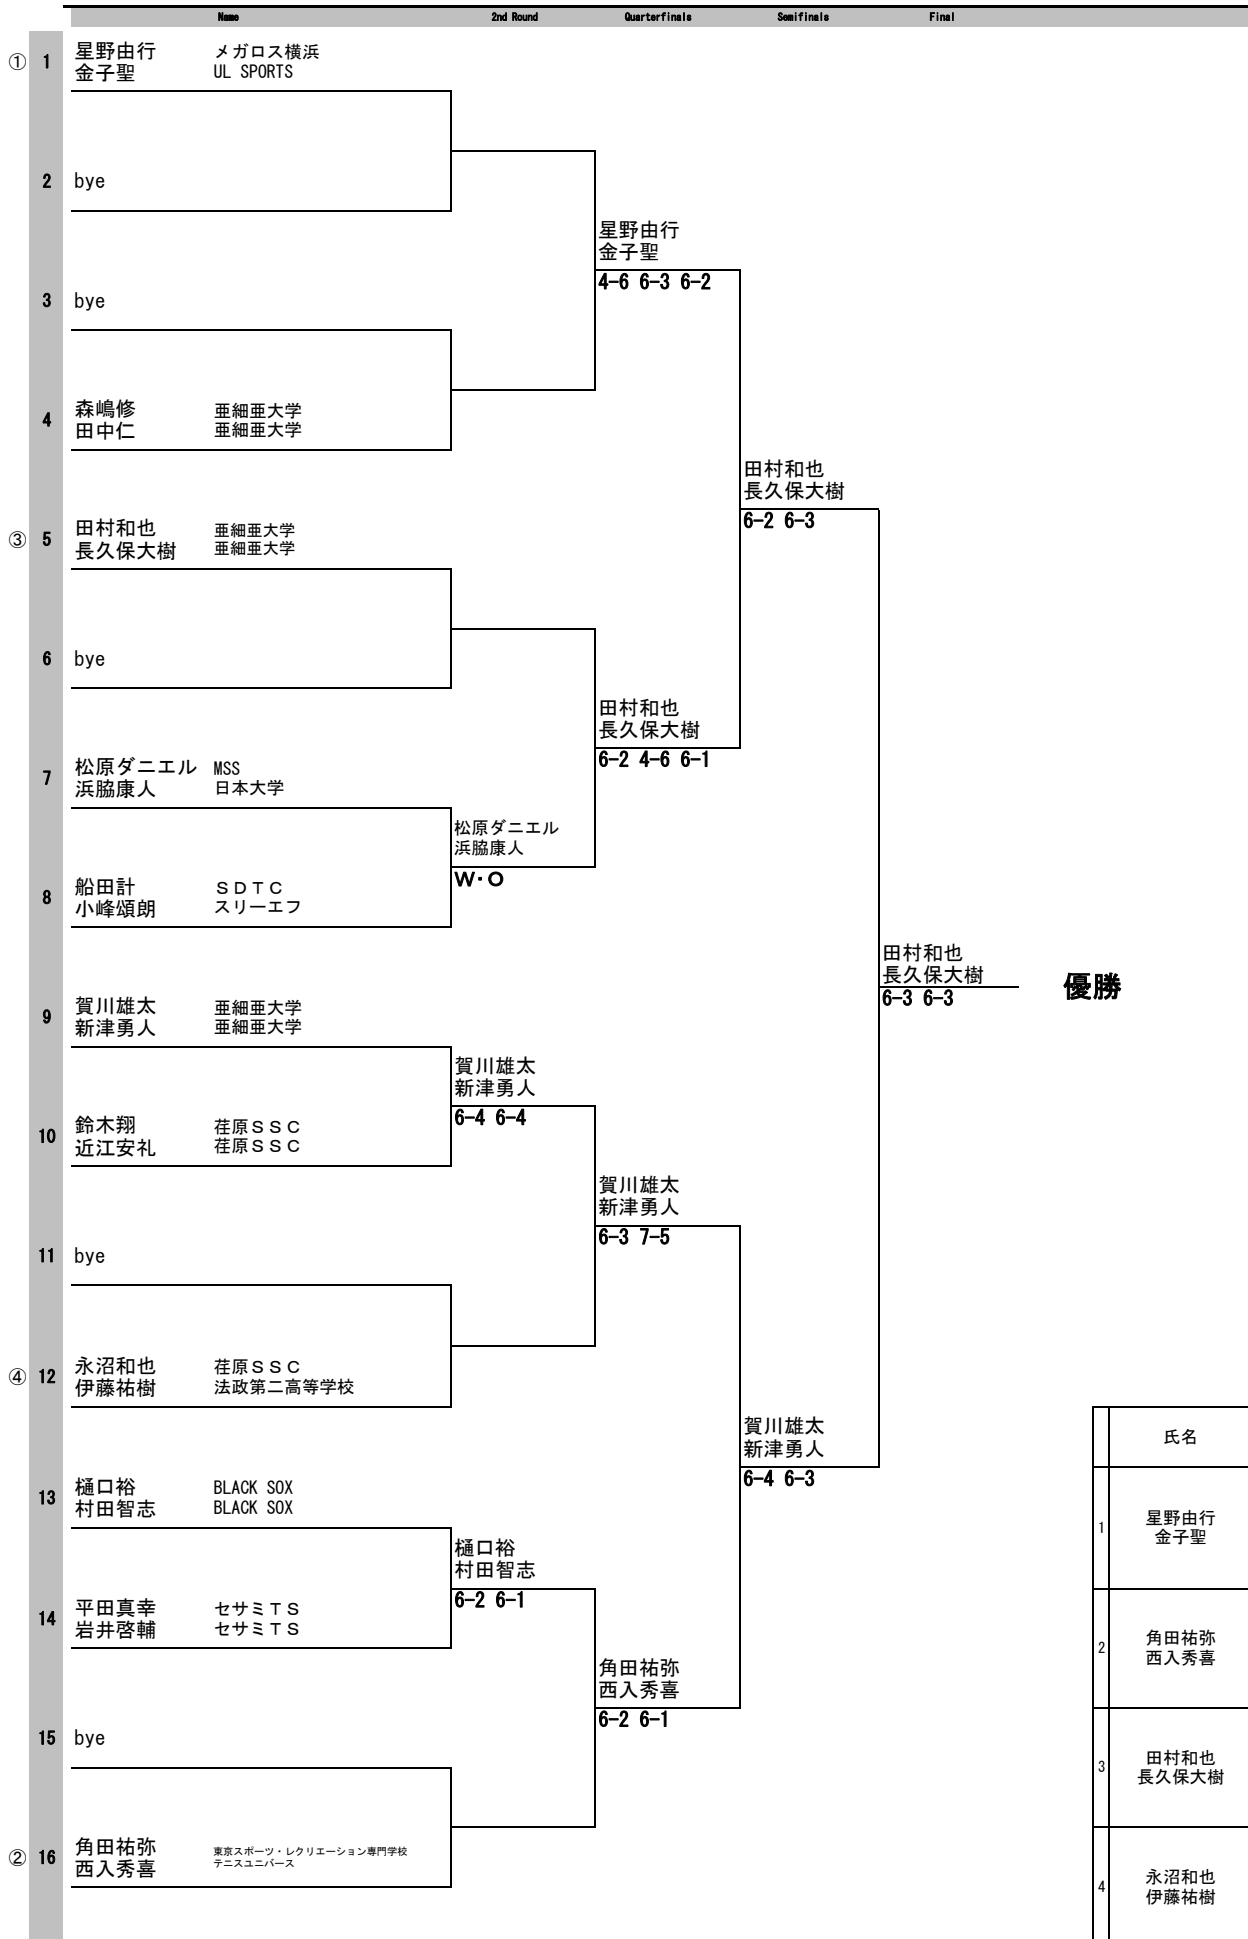 Name 2nd Round Quarterfinals Semifinals Final
① 1 星野由行 メガロス横浜
金子聖 UL SPORTS
2 bye
星野由行
金子聖
4-6 6-3 6-2
3 bye
4 森嶋修 亜細亜大学
田中仁 亜細亜大学
田村和也
長久保大樹
6-2 6-3
③ 5 田村和也 亜細亜大学
長久保大樹 亜細亜大学
6 bye
田村和也
長久保大樹
6-2 4-6 6-1
7 松原ダニエル MSS
浜脇康人 日本大学
松原ダニエル
浜脇康人
W・O
8 船田計 ＳＤＴＣ
小峰頌朗 スリーエフ
田村和也
長久保大樹
6-3 6-3
優勝
9 賀川雄太 亜細亜大学
新津勇人 亜細亜大学
賀川雄太
新津勇人
6-4 6-4
10 鈴木翔 荏原ＳＳＣ
近江安礼 荏原ＳＳＣ
賀川雄太
新津勇人
6-3 7-5
11 bye
④ 12 永沼和也 荏原ＳＳＣ
伊藤祐樹 法政第二高等学校
賀川雄太
新津勇人
6-4 6-3
13 樋口裕 BLACK SOX
村田智志 BLACK SOX
樋口裕
村田智志
6-2 6-1
14 平田真幸 セサミＴＳ
岩井啓輔 セサミＴＳ
角田祐弥
西入秀喜
6-2 6-1
15 bye
② 16 角田祐弥 東京スポーツ・レクリエーション専門学校
西入秀喜 テニスユニバース
氏名
1 星野由行
金子聖
2 角田祐弥
西入秀喜
3 田村和也
長久保大樹
4 永沼和也
伊藤祐樹